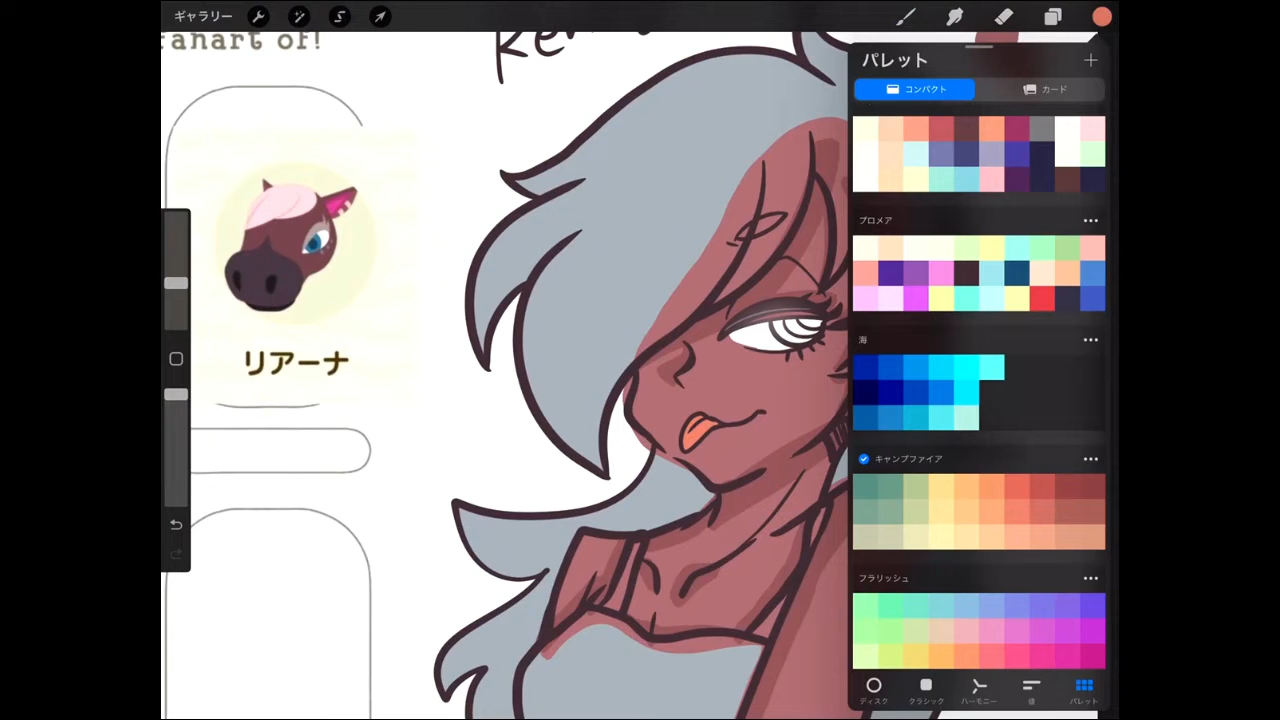 ギャラリー
fanart of!
リアーナ
パレット
コンパクト
カード
プロメア
海
キャンプファイア
フラリッシュ
ディスク
クラシック
ハーモニー
値
パレット